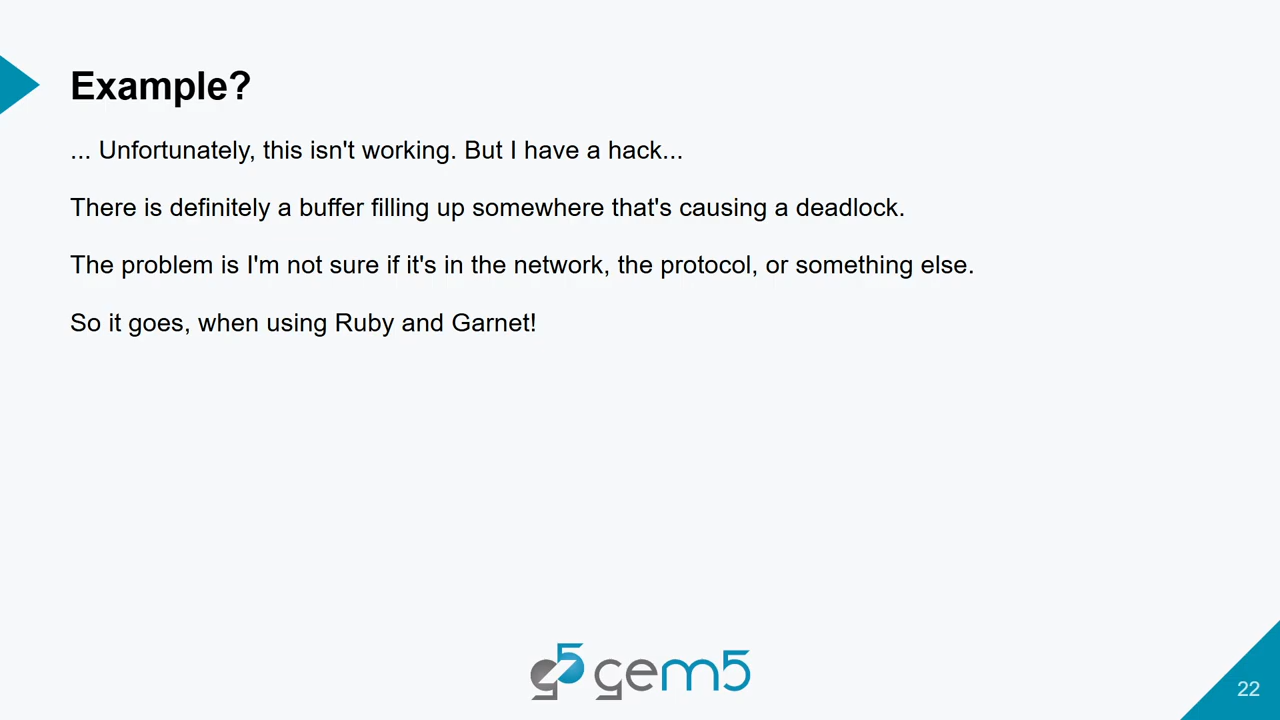 Example?
... Unfortunately, this isn't working. But I have a hack...
There is definitely a buffer filling up somewhere that's causing a deadlock.
The problem is I'm not sure if it's in the network, the protocol, or something else.
So it goes, when using Ruby and Garnet!
g5 gem5
22